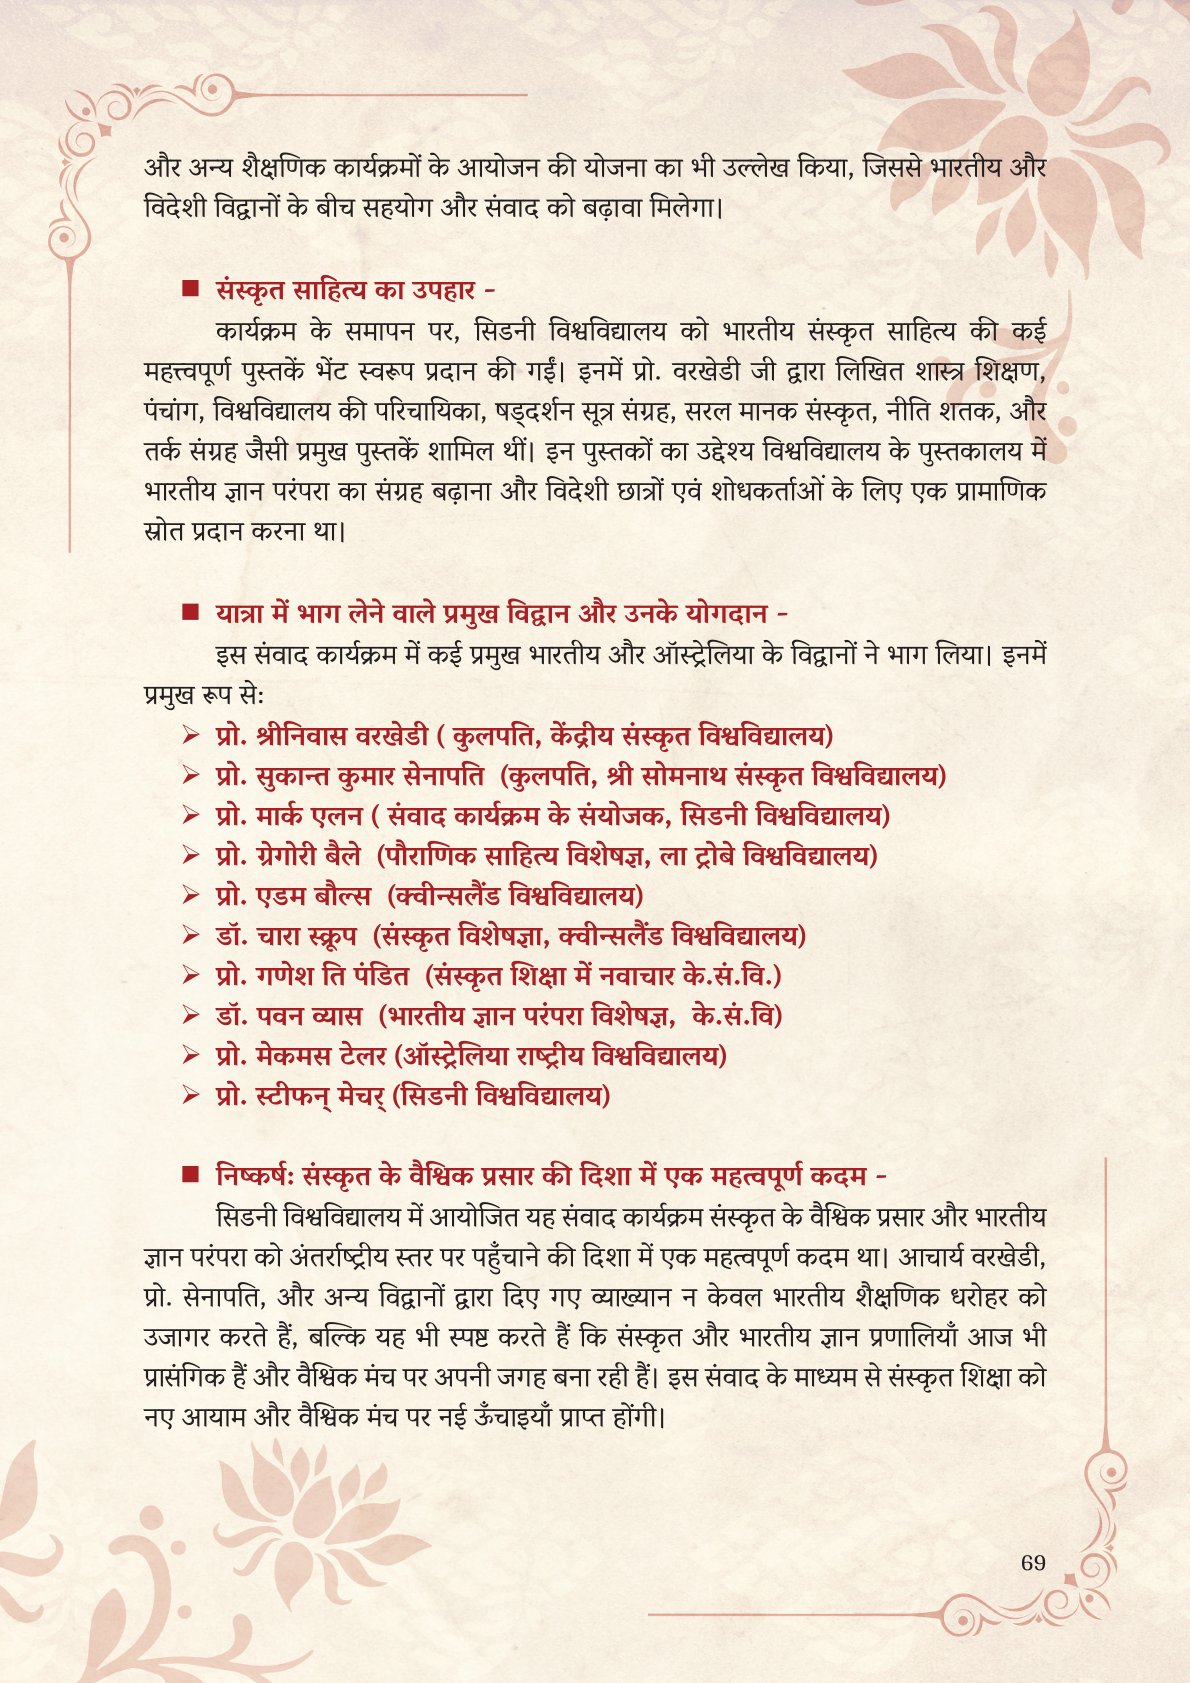 और अन्य शैक्षणिक कार्यक्रमों के आयोजन की योजना का भी उल्लेख किया, जिससे भारतीय और
विदेशी विद्वानों के बीच सहयोग और संवाद को बढ़ावा मिलेगा।
■ संस्कृत साहित्य का उपहार -
कार्यक्रम के समापन पर, सिडनी विश्वविद्यालय को भारतीय संस्कृत साहित्य की कई
महत्त्वपूर्ण पुस्तकें भेंट स्वरूप प्रदान की गईं। इनमें प्रो. वरखेडी जी द्वारा लिखित शास्त्र शिक्षण,
पंचांग, विश्वविद्यालय की परिचायिका, षड्दर्शन सूत्र संग्रह, सरल मानक संस्कृत, नीति शतक, और
तर्क संग्रह जैसी प्रमुख पुस्तकें शामिल थीं। इन पुस्तकों का उद्देश्य विश्वविद्यालय के पुस्तकालय में
भारतीय ज्ञान परंपरा का संग्रह बढ़ाना और विदेशी छात्रों एवं शोधकर्ताओं के लिए एक प्रामाणिक
स्रोत प्रदान करना था।
■ यात्रा में भाग लेने वाले प्रमुख विद्वान और उनके योगदान -
इस संवाद कार्यक्रम में कई प्रमुख भारतीय और ऑस्ट्रेलिया के विद्वानों ने भाग लिया। इनमें
प्रमुख रूप से:
➢ प्रो. श्रीनिवास वरखेडी ( कुलपति, केंद्रीय संस्कृत विश्वविद्यालय)
➢ प्रो. सुकान्त कुमार सेनापति (कुलपति, श्री सोमनाथ संस्कृत विश्वविद्यालय)
➢ प्रो. मार्क एलन ( संवाद कार्यक्रम के संयोजक, सिडनी विश्वविद्यालय)
➢ प्रो. ग्रेगोरी बैले (पौराणिक साहित्य विशेषज्ञ, ला ट्रोबे विश्वविद्यालय)
➢ प्रो. एडम बौल्स (क्वीन्सलैंड विश्वविद्यालय)
➢ डॉ. चारा स्क्रूप (संस्कृत विशेषज्ञा, क्वीन्सलैंड विश्वविद्यालय)
➢ प्रो. गणेश ति पंडित (संस्कृत शिक्षा में नवाचार के.सं.वि.)
➢ डॉ. पवन व्यास (भारतीय ज्ञान परंपरा विशेषज्ञ, के.सं.वि)
➢ प्रो. मेकमस टेलर (ऑस्ट्रेलिया राष्ट्रीय विश्वविद्यालय)
➢ प्रो. स्टीफन् मेचर् (सिडनी विश्वविद्यालय)
■ निष्कर्ष: संस्कृत के वैश्विक प्रसार की दिशा में एक महत्वपूर्ण कदम -
सिडनी विश्वविद्यालय में आयोजित यह संवाद कार्यक्रम संस्कृत के वैश्विक प्रसार और भारतीय
ज्ञान परंपरा को अंतर्राष्ट्रीय स्तर पर पहुँचाने की दिशा में एक महत्वपूर्ण कदम था। आचार्य वरखेडी,
प्रो. सेनापति, और अन्य विद्वानों द्वारा दिए गए व्याख्यान न केवल भारतीय शैक्षणिक धरोहर को
उजागर करते हैं, बल्कि यह भी स्पष्ट करते हैं कि संस्कृत और भारतीय ज्ञान प्रणालियाँ आज भी
प्रासंगिक हैं और वैश्विक मंच पर अपनी जगह बना रही हैं। इस संवाद के माध्यम से संस्कृत शिक्षा को
नए आयाम और वैश्विक मंच पर नई ऊँचाइयाँ प्राप्त होंगी।
69